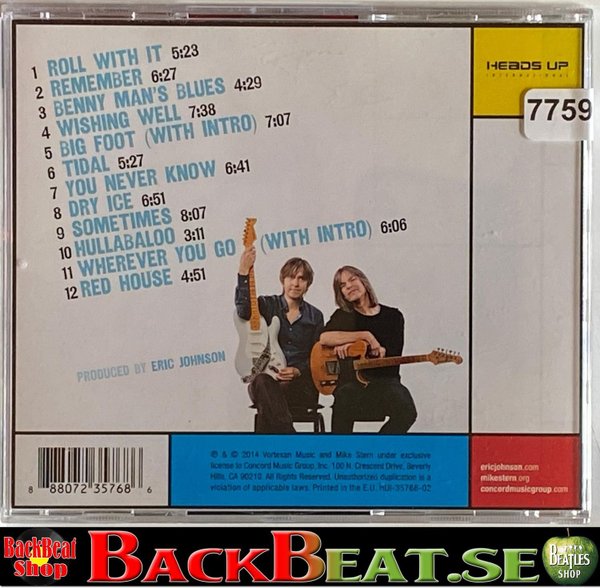 1 ROLL WITH IT 5:23
2 REMEMBER 6:27
3 BENNY MAN'S BLUES 4:29
4 WISHING WELL 7:38
5 BIG FOOT (WITH INTRO) 7:07
6 TIDAL 5:27
7 YOU NEVER KNOW 6:41
8 DRY ICE 6:51
9 SOMETIMES 8:07
10 HULLABALOO 3:11
11 WHEREVER YOU GO (WITH INTRO) 6:06
12 RED HOUSE 4:51
HEADS UP
INTERNATIONAL
7759
PRODUCED BY ERIC JOHNSON
8 88072 35768 6
℗ & © 2014 Vortexan Music and Mike Stern under exclusive
license to Concord Music Group, Inc. 100 N. Crescent Drive, Beverly
Hills, CA 90210. All Rights Reserved. Unauthorized duplication is a
violation of applicable laws. Printed in the E.U. HUI-35768-02
ericjohnson.com
mikestern.org
concordmusicgroup.com
BackBeat
Shop
BACKBEAT.SE
BEATLES
SHOP